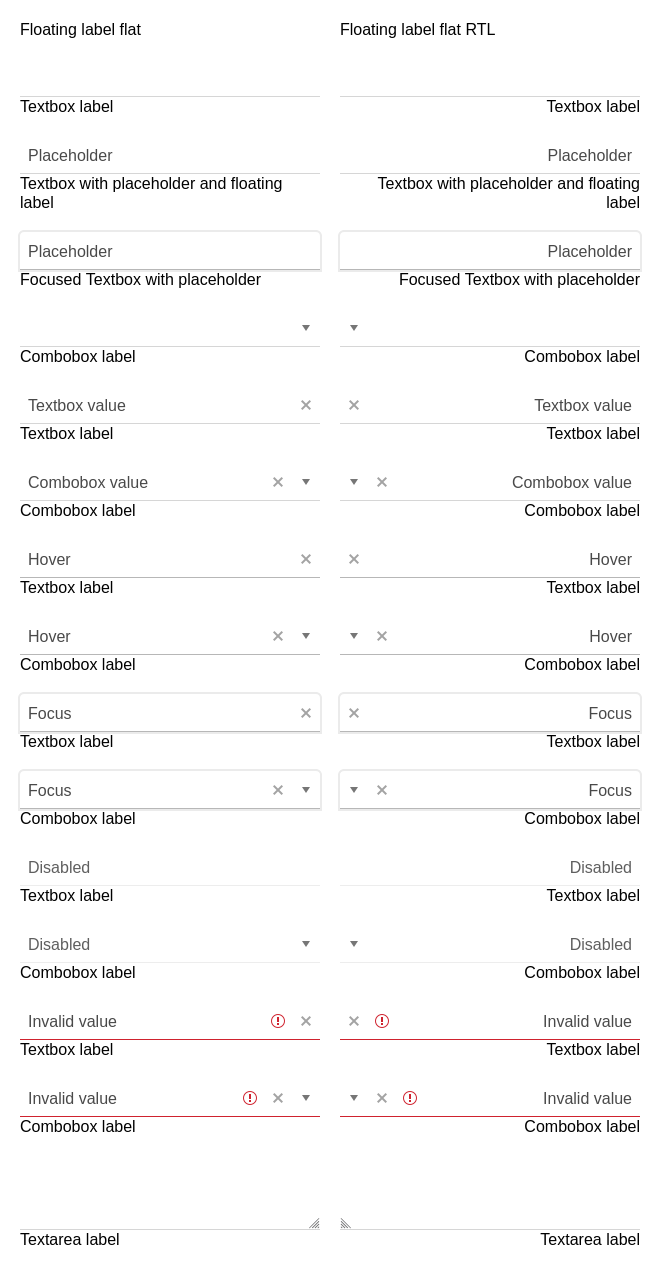 Floating label flat
Textbox label
Placeholder
Textbox with placeholder and floating
label
Placeholder
Focused Textbox with placeholder
Combobox label
Textbox value
Textbox label
Combobox value
Combobox label
Hover
Textbox label
Hover
Combobox label
Focus
Textbox label
Focus
Combobox label
Disabled
Textbox label
Disabled
Combobox label
Invalid value
Textbox label
Invalid value
Combobox label
Textarea label
Floating label flat RTL
Textbox label
Placeholder
Textbox with placeholder and floating
label
Placeholder
Focused Textbox with placeholder
Combobox label
Textbox value
Textbox label
Combobox value
Combobox label
Hover
Textbox label
Hover
Combobox label
Focus
Textbox label
Focus
Combobox label
Disabled
Textbox label
Disabled
Combobox label
Invalid value
Textbox label
Invalid value
Combobox label
Textarea label